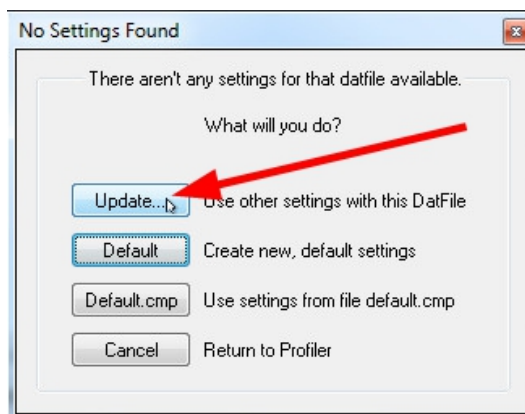 No Settings Found
There aren't any settings for that datfile available.
What will you do?
Update... Use other settings with this DatFile
Default Create new, default settings
Default.cmp Use settings from file default.cmp
Cancel Return to Profiler